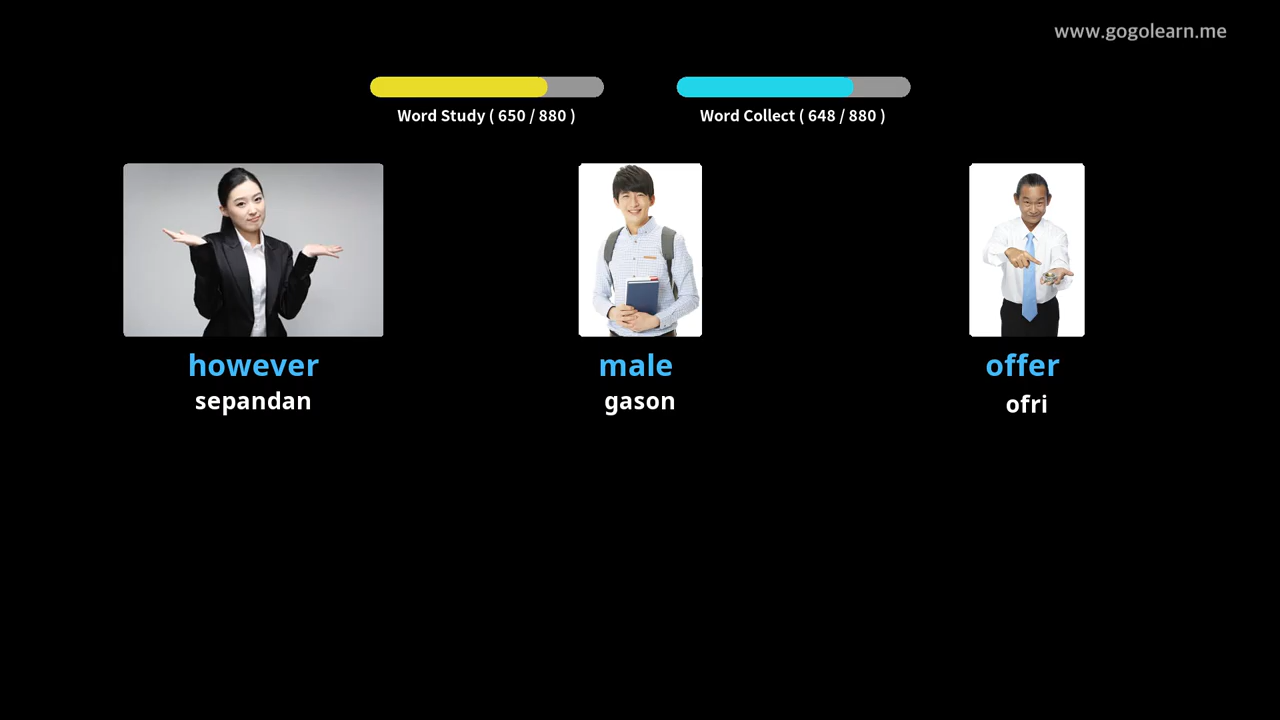 www.gogolearn.me
Word Study ( 650 / 880 )
Word Collect ( 648 / 880 )
however
sepandan
male
gason
offer
ofri